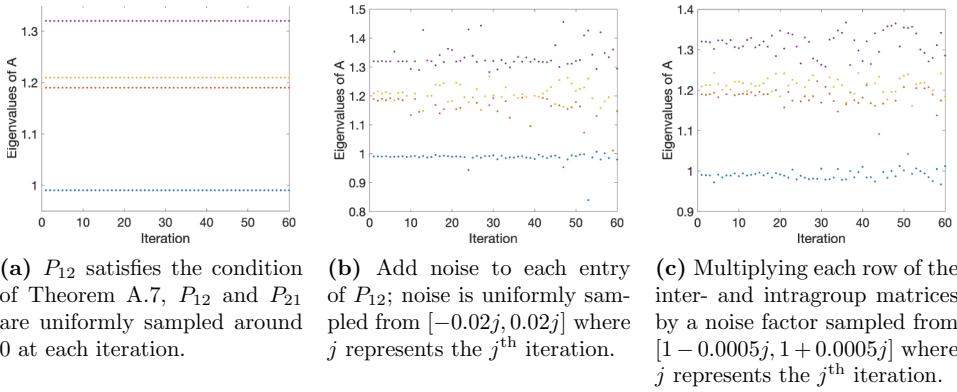 Eigenvalues of A
1.3
1.2
1.1
1
0
10
20
30
40
50
60
Iteration
Eigenvalues of A
1.5
1.4
1.3
1.2
1.1
1
0.9
0.8
0
10
20
30
40
50
60
Iteration
Eigenvalues of A
1.4
1.3
1.2
1.1
1
0.9
0
10
20
30
40
50
60
Iteration
(a) P₁₂ satisfies the condition
of Theorem A.7, P₁₂ and P₂₁
are uniformly sampled around
0 at each iteration.
(b) Add noise to each entry
of P₁₂; noise is uniformly sam-
pled from [−0.02j, 0.02j] where
j represents the jᵗʰ iteration.
(c) Multiplying each row of the
inter- and intragroup matrices
by a noise factor sampled from
[1−0.0005j, 1+0.0005j] where
j represents the jᵗʰ iteration.